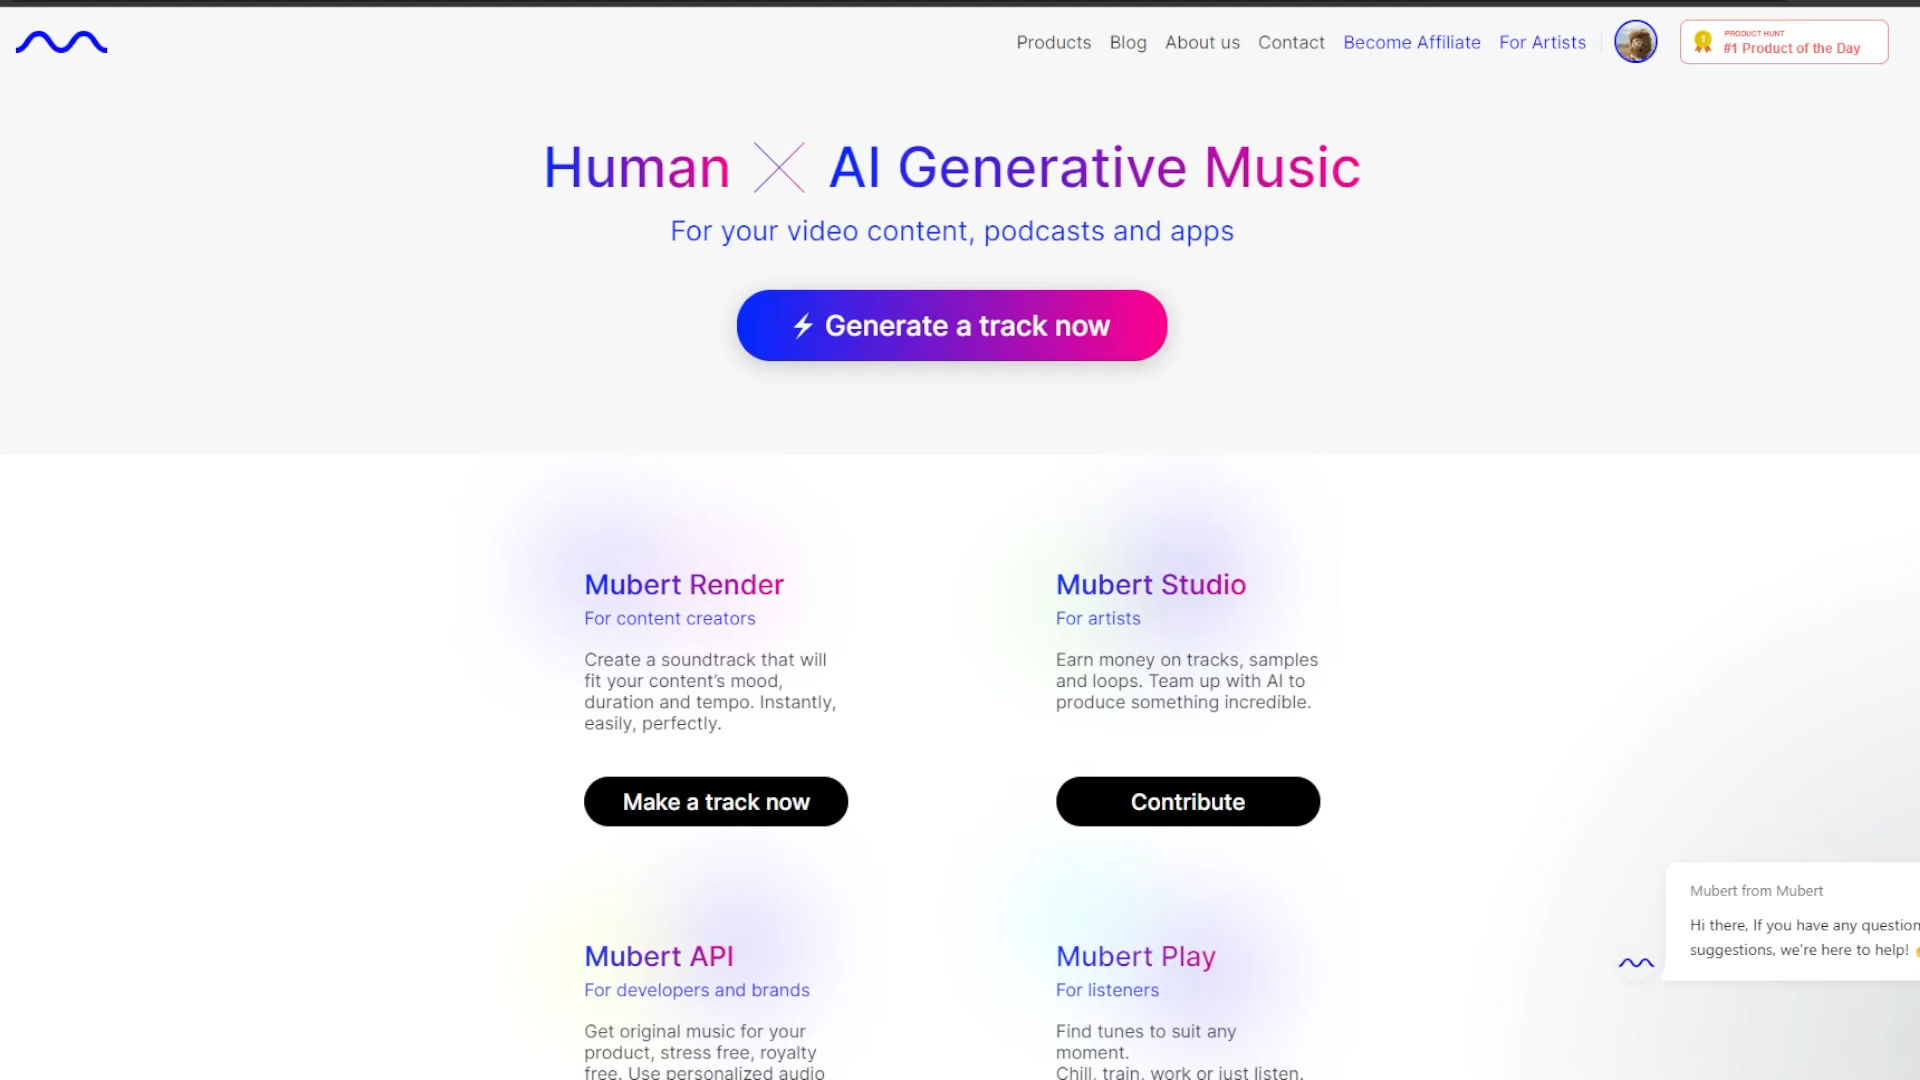 Products Blog About us Contact Become Affiliate For Artists
1
PRODUCT HUNT
#1 Product of the Day
Human AI Generative Music
For your video content, podcasts and apps
Generate a track now
Mubert Render
For content creators
Create a soundtrack that will
fit your content’s mood,
duration and tempo. Instantly,
easily, perfectly.
Make a track now
Mubert Studio
For artists
Earn money on tracks, samples
and loops. Team up with AI to
produce something incredible.
Contribute
Mubert API
For developers and brands
Get original music for your
product, stress free, royalty
free. Use personalized audio
Mubert Play
For listeners
Find tunes to suit any
moment.
Chill, train, work or just listen.
Mubert from Mubert
Hi there, If you have any question
suggestions, we're here to help!